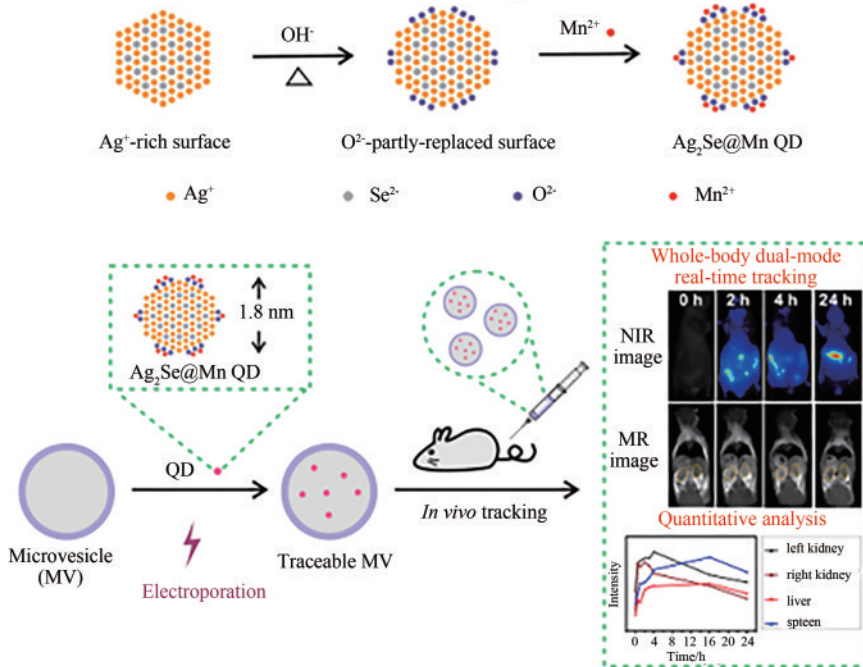 OH⁻
Mn²⁺
Ag⁺-rich surface
O²⁻-partly-replaced surface
Ag₂Se@Mn QD
Ag⁺
Se²⁻
O²⁻
Mn²⁺
1.8 nm
Ag₂Se@Mn QD
QD
Microvesicle
(MV)
Electroporation
Traceable MV
In vivo tracking
Whole-body dual-mode
real-time tracking
0 h 2 h 4 h 24 h
NIR
image
MR
image
Quantitative analysis
Intensity
left kidney
right kidney
liver
spteen
0 4 8 12 16 20 24
Time/h